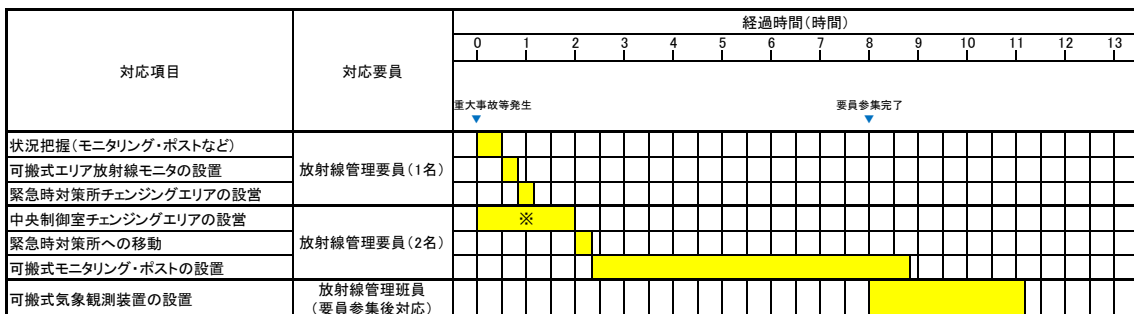 対応項目
対応要員
経過時間(時間)
0 1 2 3 4 5 6 7 8 9 10 11 12 13
重大事故等発生
▼
要員参集完了
▼
状況把握(モニタリング・ポストなど)
可搬式エリア放射線モニタの設置
緊急時対策所チェンジングエリアの設営
放射線管理要員(1名)
中央制御室チェンジングエリアの設営
※
緊急時対策所への移動
可搬式モニタリング・ポストの設置
放射線管理要員(2名)
可搬式気象観測装置の設置
放射線管理班員
(要員参集後対応)